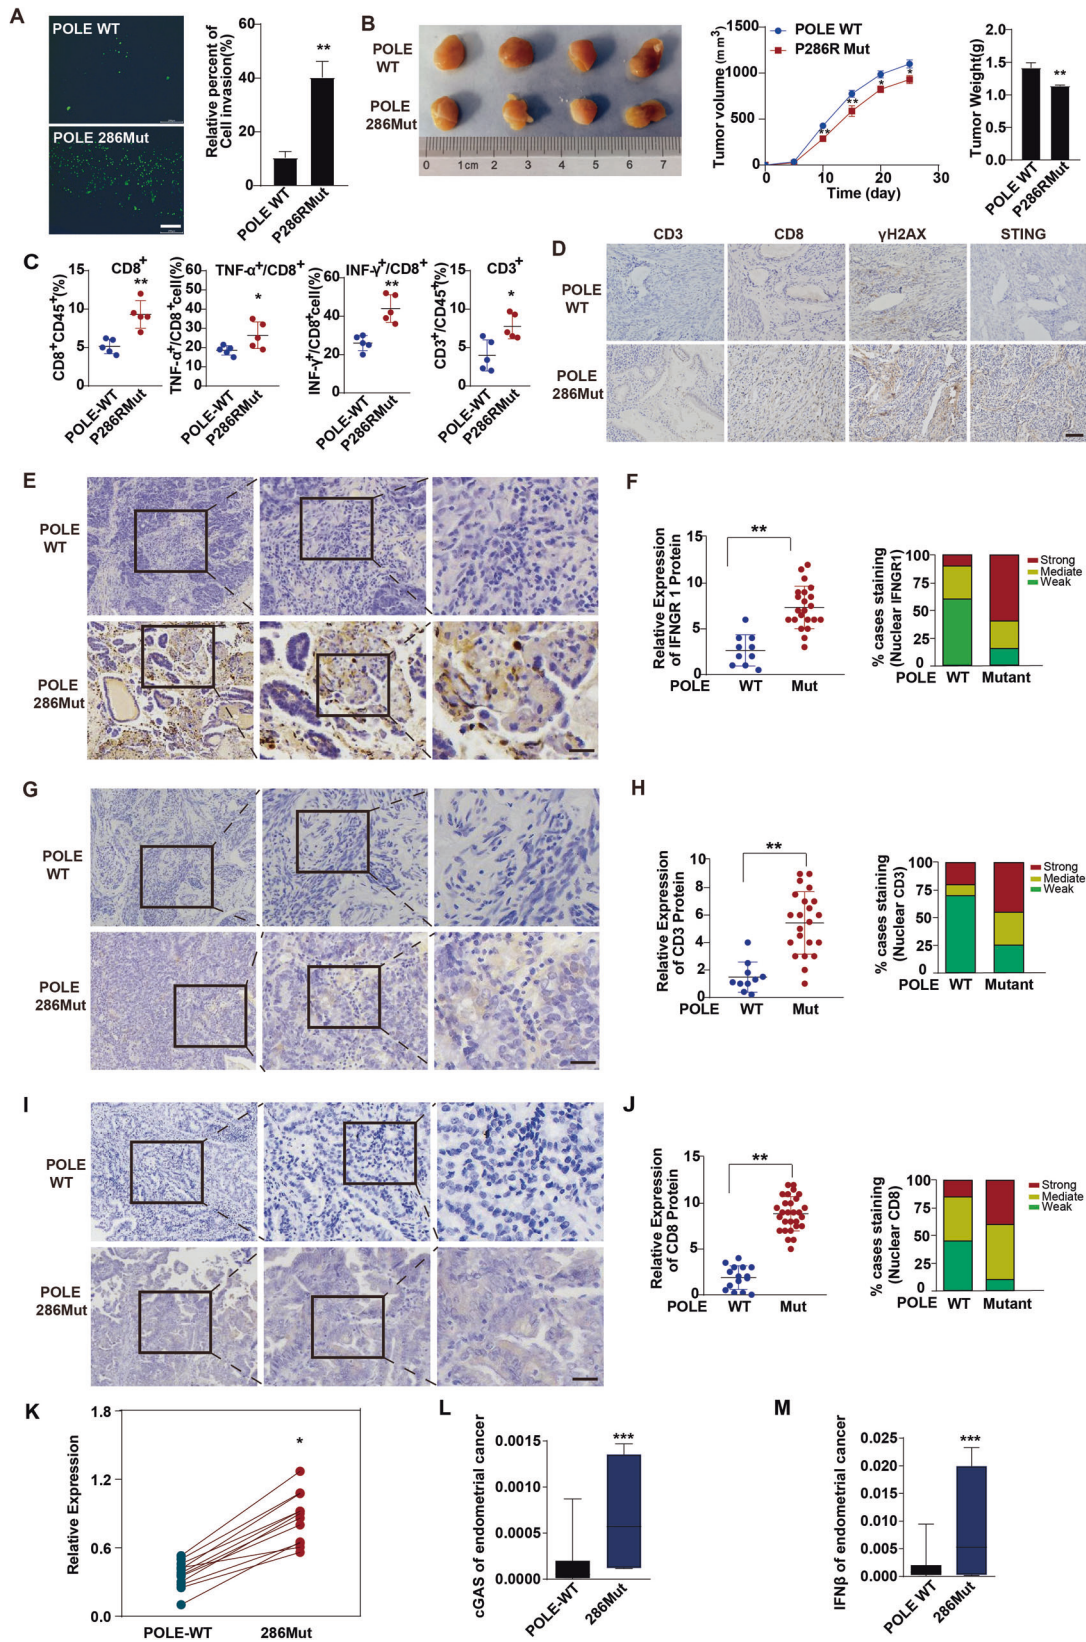 A
POLE WT
POLE 286Mut
Relative percent of
Cell invasion(%)
80
60
40
20
0
**
POLE WT
P286RMut
B
POLE
WT
POLE
286Mut
0 1cm 2 3 4 5 6 7
Tumor volume (mm³)
1500
1000
500
0
POLE WT
P286R Mut
**
**
*
*
0 10 20 30
Time (day)
Tumor Weight(g)
2.0
1.5
1.0
0.5
0.0
**
POLE WT
P286RMut
C
CD8⁺CD45⁺(%)
15
10
5
0
CD8⁺
**
POLE-WT
P286RMut
TNF-α⁺/CD8⁺cell(%)
80
60
40
20
0
TNF-α⁺/CD8⁺
*
POLE-WT
P286RMut
INF-γ⁺/CD8⁺cell(%)
60
40
20
0
INF-γ⁺/CD8⁺
**
POLE-WT
P286RMut
CD3⁺/CD45⁺(%)
15
10
5
0
CD3⁺
*
POLE-WT
P286RMut
D
CD3 CD8 γH2AX STING
POLE
WT
POLE
286Mut
E
POLE
WT
POLE
286Mut
F
Relative Expression
of IFNGR 1 Protein
15
10
5
0
**
POLE WT Mut
% cases staining
(Nuclear IFNGR1)
100
75
50
25
0
Strong
Mediate
Weak
POLE WT Mutant
G
POLE
WT
POLE
286Mut
H
Relative Expression
of CD3 Protein
10
8
6
4
2
0
**
POLE WT Mut
% cases staining
(Nuclear CD3)
100
75
50
25
0
Strong
Mediate
Weak
POLE WT Mutant
I
POLE
WT
POLE
286Mut
J
Relative Expression
of CD8 Protein
15
10
5
0
**
POLE WT Mut
% cases staining
(Nuclear CD8)
100
75
50
25
0
Strong
Mediate
Weak
POLE WT Mutant
K
Relative Expression
1.8
1.2
0.6
0.0
*
POLE-WT 286Mut
L
cGAS of endometrial cancer
0.0015
0.0010
0.0005
0.0000
***
POLE-WT
286Mut
M
IFNβ of endometrial cancer
0.025
0.020
0.015
0.010
0.005
0.000
***
POLE WT
286Mut